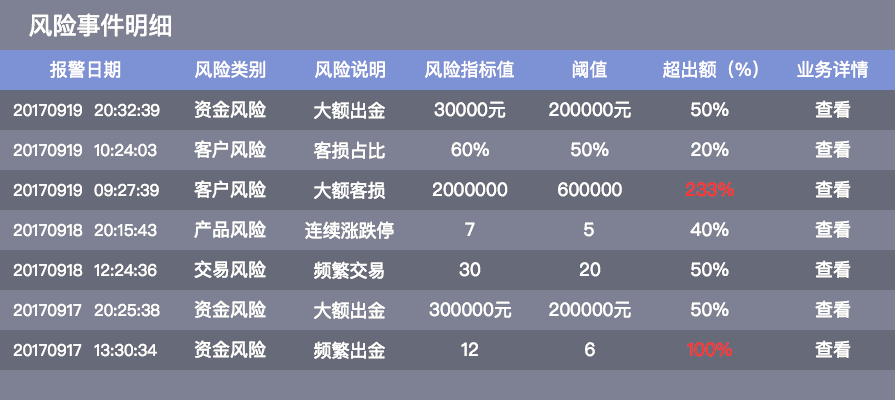 风险事件明细
报警日期 风险类别 风险说明 风险指标值 阈值 超出额（%） 业务详情
20170919 20:32:39 资金风险 大额出金 30000元 200000元 50% 查看
20170919 10:24:03 客户风险 客损占比 60% 50% 20% 查看
20170919 09:27:39 客户风险 大额客损 2000000 600000 233% 查看
20170918 20:15:43 产品风险 连续涨跌停 7 5 40% 查看
20170918 12:24:36 交易风险 频繁交易 30 20 50% 查看
20170917 20:25:38 资金风险 大额出金 300000元 200000元 50% 查看
20170917 13:30:34 资金风险 频繁出金 12 6 100% 查看